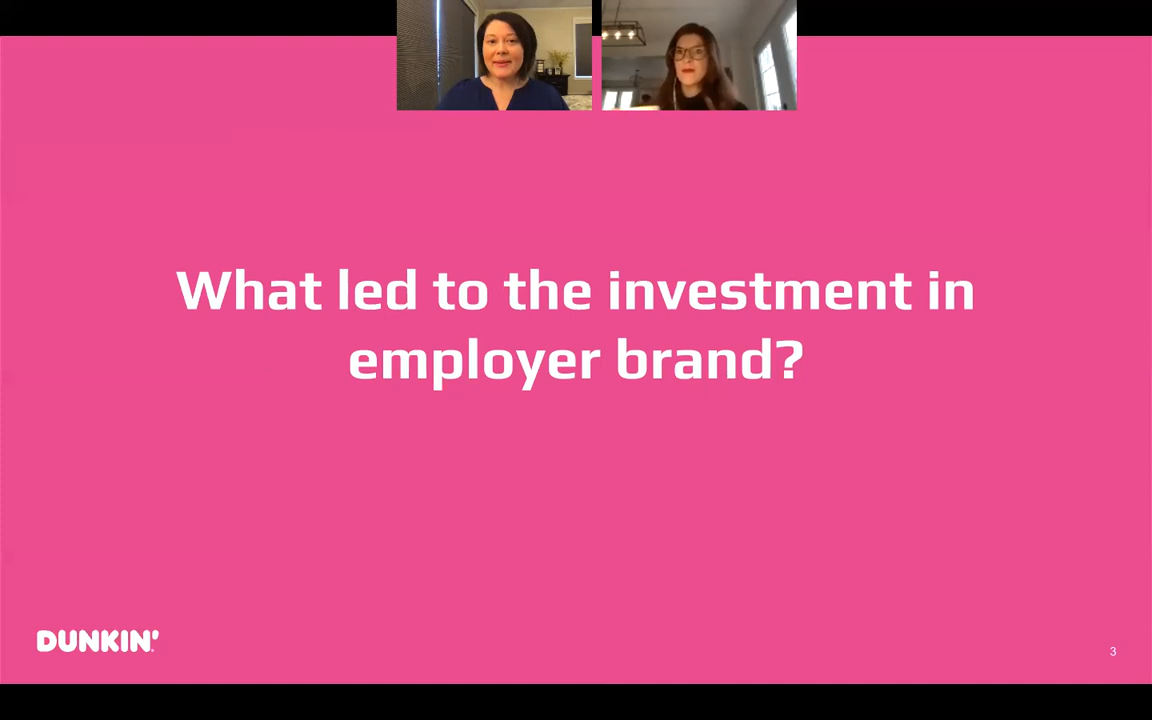 What led to the investment in
employer brand?
DUNKIN'
3